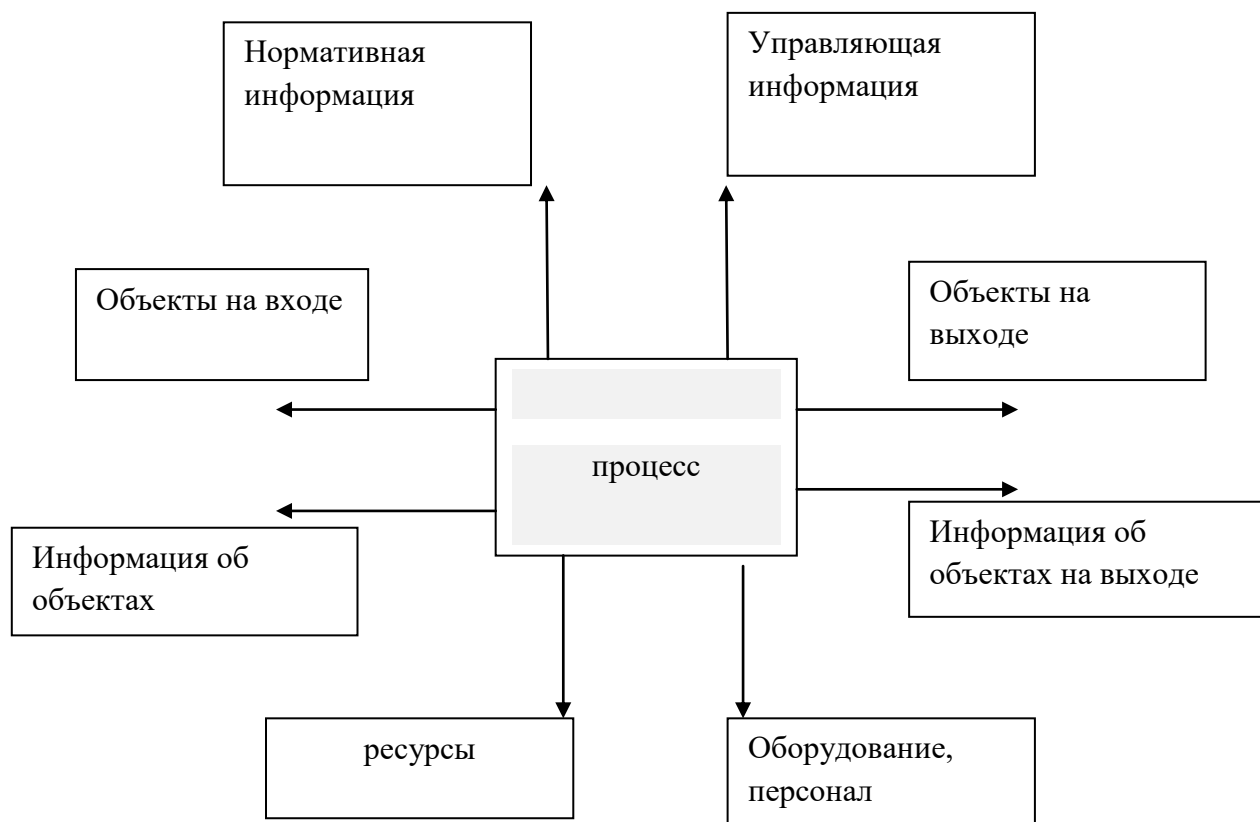 Нормативная
информация
Управляющая
информация
Объекты на входе
Объекты на
выходе
процесс
Информация об
объектах
Информация об
объектах на выходе
ресурсы
Оборудование,
персонал